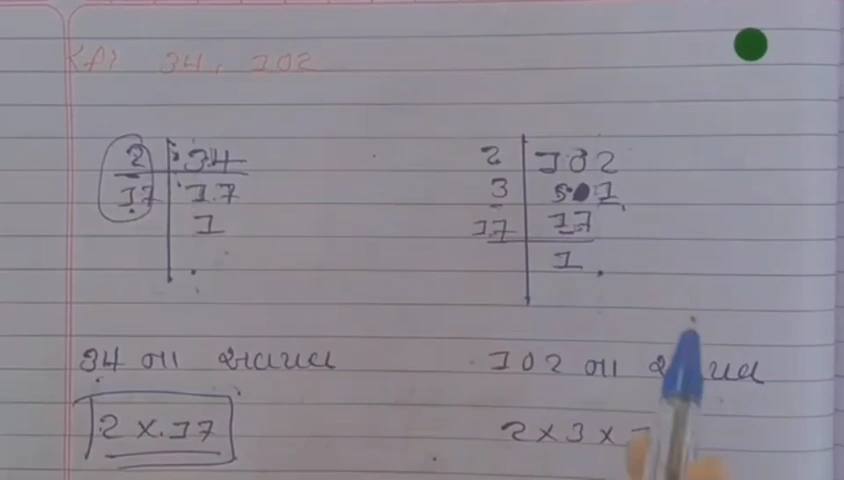 34, 102
2 34
17 17
1
2 102
3 51
17 17
1
34 ના અવયવ
102 ના
2 × 17
2 × 3 ×